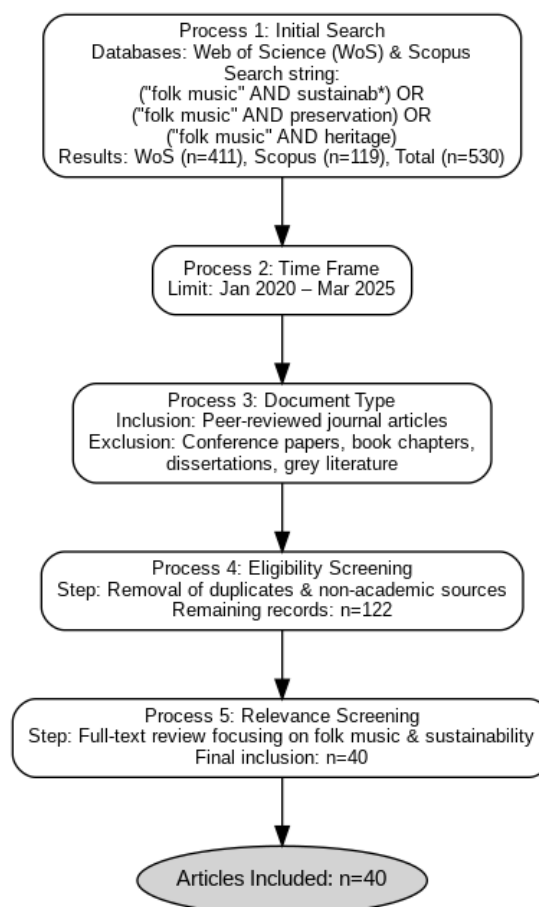 Process 1: Initial Search
Databases: Web of Science (WoS) & Scopus
Search string:
("folk music" AND sustainab*) OR
("folk music" AND preservation) OR
("folk music" AND heritage)
Results: WoS (n=411), Scopus (n=119), Total (n=530)
Process 2: Time Frame
Limit: Jan 2020 – Mar 2025
Process 3: Document Type
Inclusion: Peer-reviewed journal articles
Exclusion: Conference papers, book chapters,
dissertations, grey literature
Process 4: Eligibility Screening
Step: Removal of duplicates & non-academic sources
Remaining records: n=122
Process 5: Relevance Screening
Step: Full-text review focusing on folk music & sustainability
Final inclusion: n=40
Articles Included: n=40